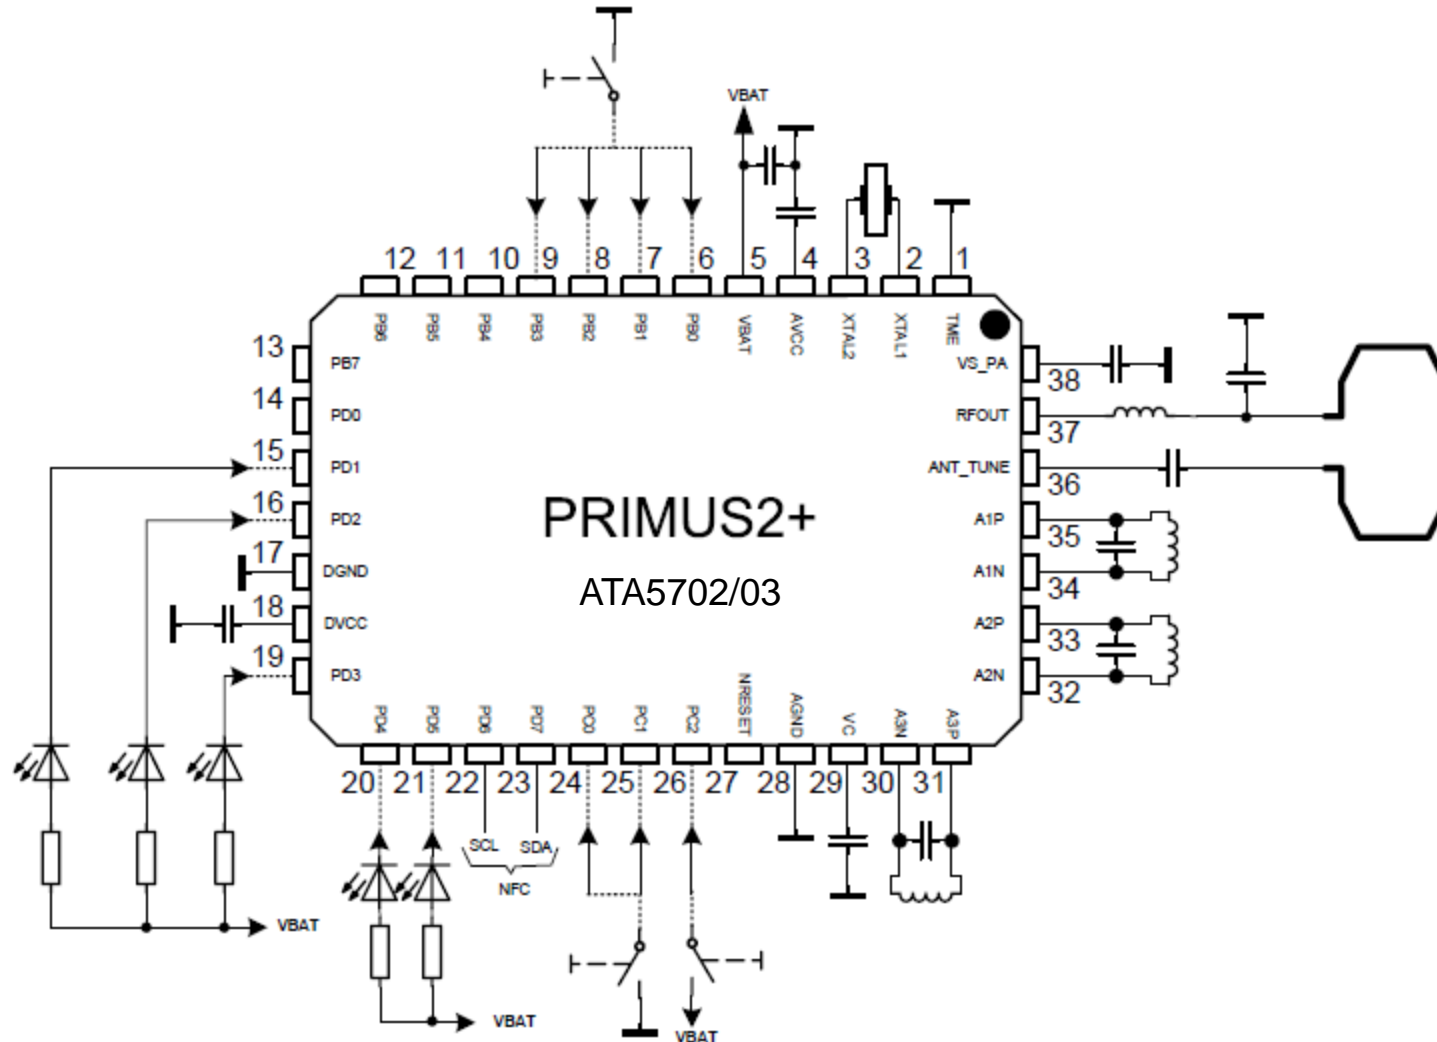 VBAT
12 11 10 9 8 7 6 5 4 3 2 1
PB6 PB5 PB4 PB3 PB2 PB1 PB0 VBAT AVCC XTAL2 XTAL1 TME
13 PB7
14 PD0
15 PD1
16 PD2
17 DGND
18 DVCC
19 PD3
VS_PA 38
RFOUT 37
ANT_TUNE 36
A1P 35
A1N 34
A2P 33
A2N 32
PRIMUS2+
ATA5702/03
PD4 PD5 PD6 PD7 PC0 PC1 PC2 NRESET AGND VC A3N A3P
20 21 22 23 24 25 26 27 28 29 30 31
SCL SDA
NFC
VBAT
VBAT
VBAT